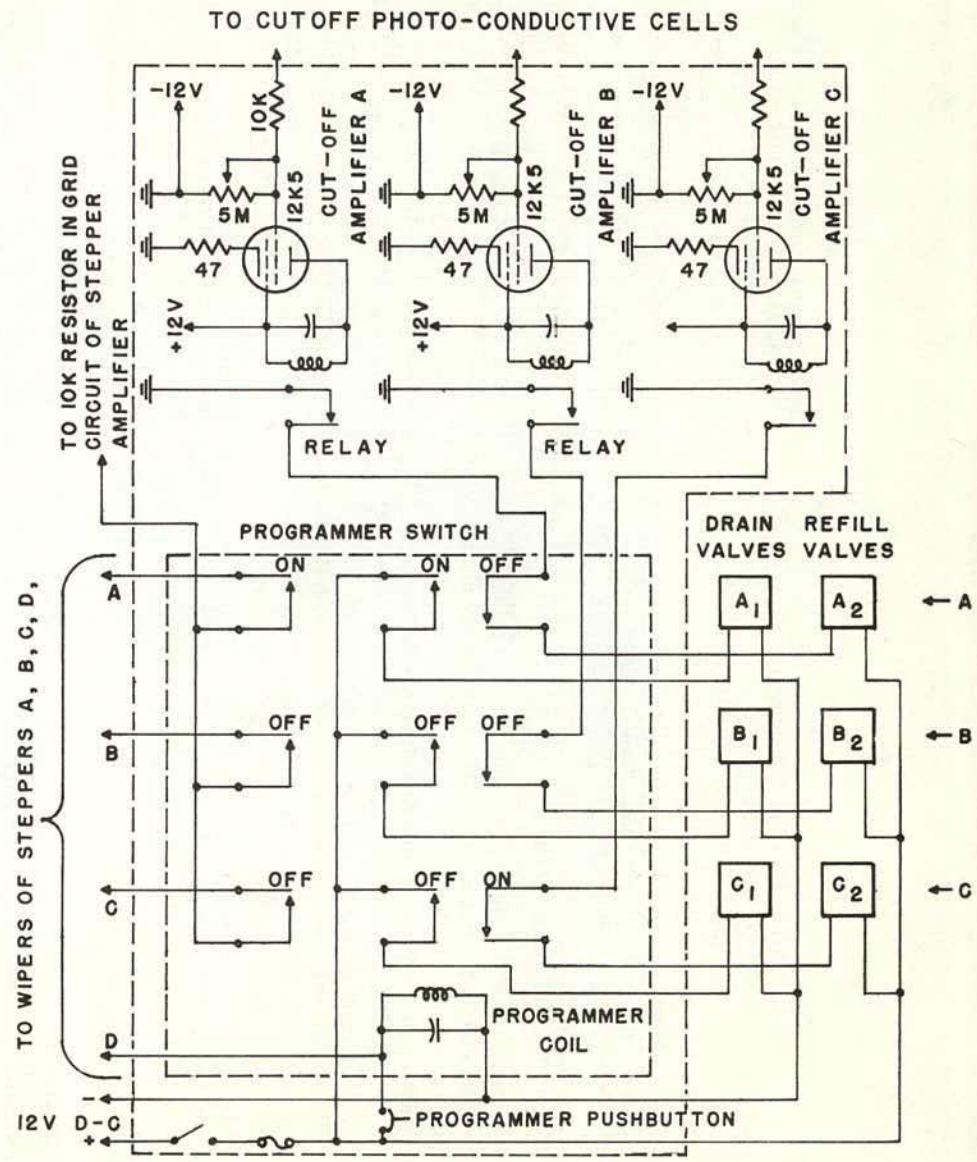 TO CUTOFF PHOTO-CONDUCTIVE CELLS
-12V
10K
CUT-OFF
AMPLIFIER A
5M
12K5
47
+12V
-12V
CUT-OFF
AMPLIFIER B
5M
12K5
47
+12V
-12V
CUT-OFF
AMPLIFIER C
5M
12K5
47
TO 10K RESISTOR IN GRID
CIRCUIT OF STEPPER
AMPLIFIER
RELAY
RELAY
PROGRAMMER SWITCH
DRAIN
VALVES
REFILL
VALVES
TO WIPERS OF STEPPERS A, B, C, D,
A
ON
ON
OFF
A1
A2
A
B
OFF
OFF
OFF
B1
B2
B
C
OFF
OFF
ON
C1
C2
C
PROGRAMMER
COIL
D
-
12V D-C
+
PROGRAMMER PUSHBUTTON